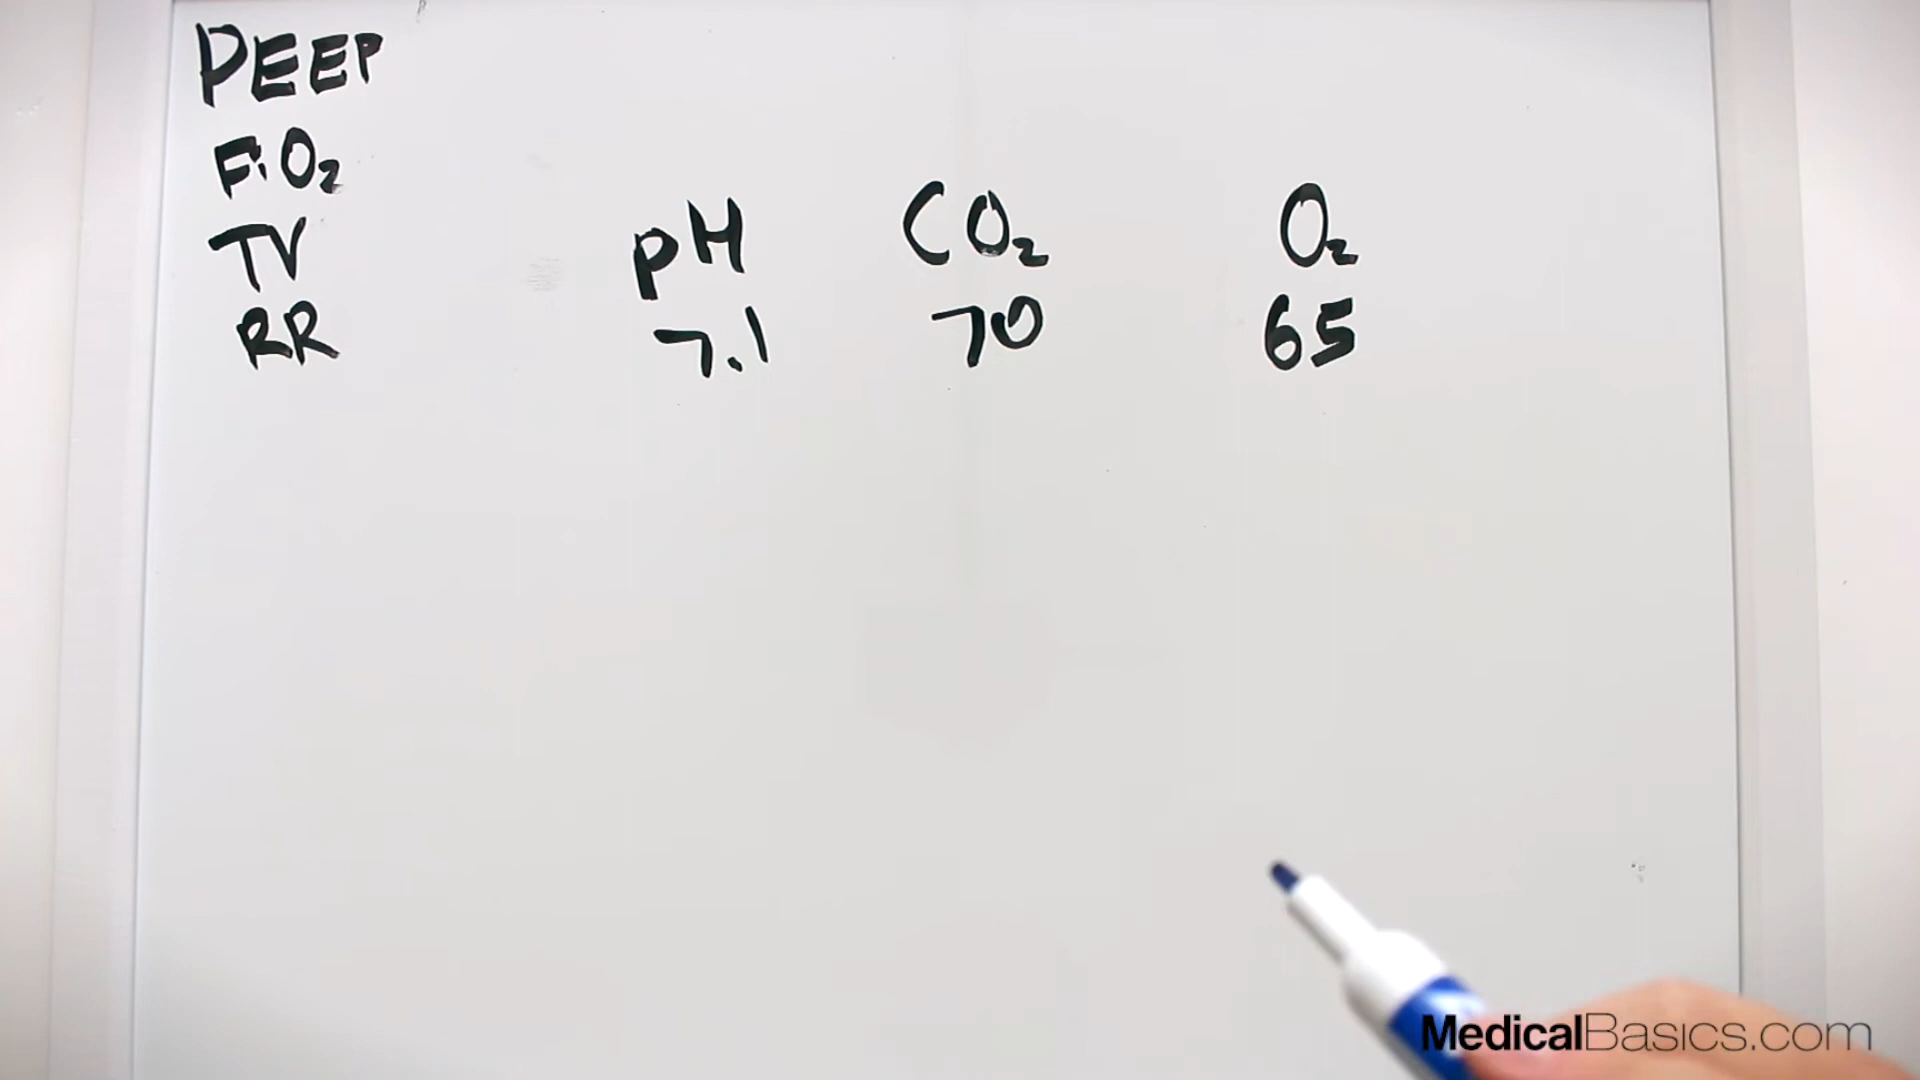 PEEP
FiO₂
TV
RR
pH CO₂ O₂
7.1 70 65
MedicalBasics.com